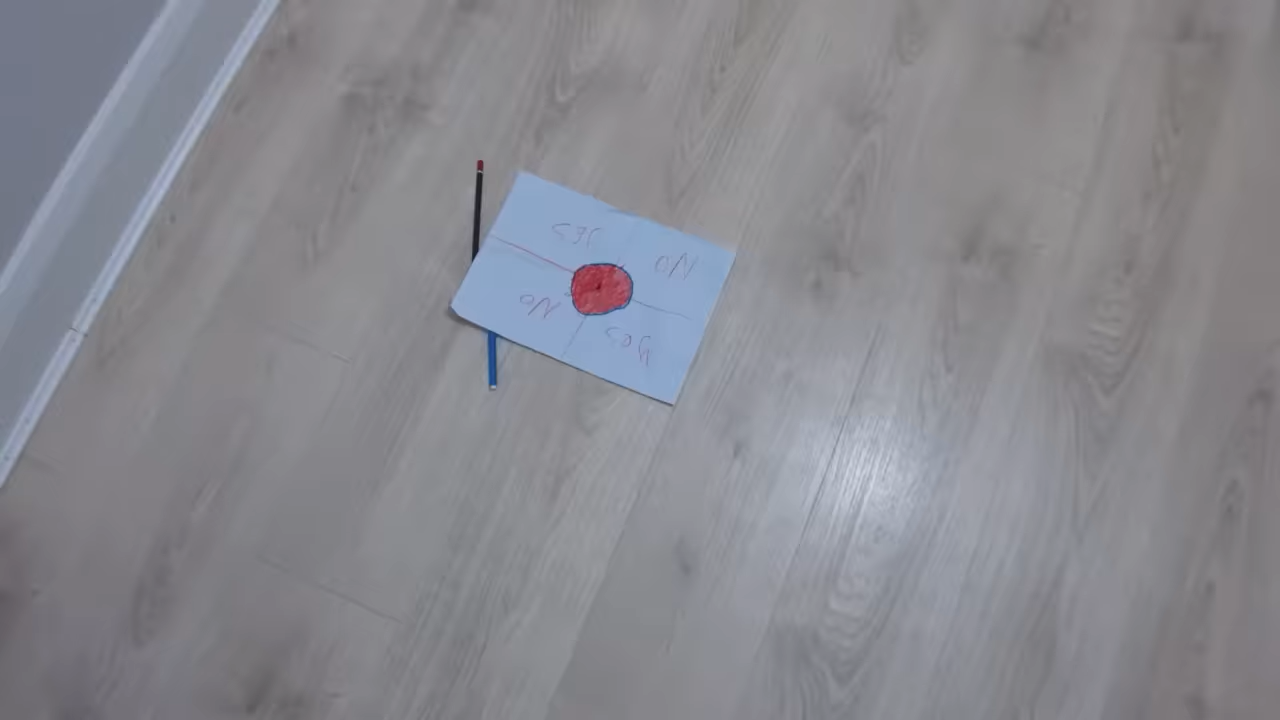 yes No
No yes